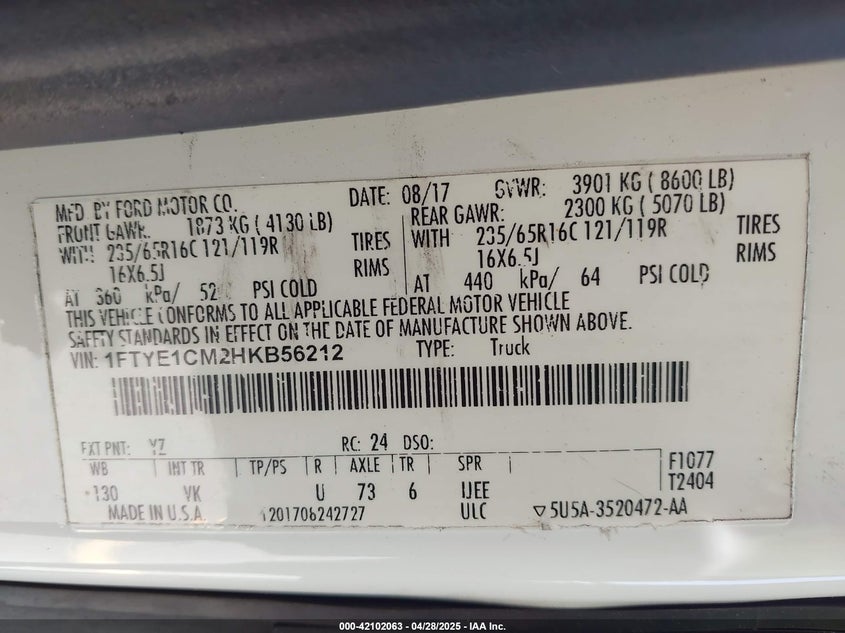 MFD. BY FORD MOTOR CO. DATE: 08/17 GVWR: 3901 KG ( 8600 LB)
FRONT GAWR: 1873 KG ( 4130 LB) REAR GAWR: 2300 KG ( 5070 LB)
WITH 235/65R16C 121/119R TIRES WITH 235/65R16C 121/119R TIRES
16X6.5J RIMS 16X6.5J RIMS
AT 360 kPa/ 52 PSI COLD AT 440 kPa/ 64 PSI COLD
THIS VEHICLE CONFORMS TO ALL APPLICABLE FEDERAL MOTOR VEHICLE
SAFETY STANDARDS IN EFFECT ON THE DATE OF MANUFACTURE SHOWN ABOVE.
VIN: 1FTYE1CM2HKB56212 TYPE: Truck
EXT PNT: YZ RC: 24 DSO:
WB INT TR TP/PS R AXLE TR SPR F1077
130 VK U 73 6 IJEE T2404
MADE IN U.S.A. 201708242727 ULC ▽5U5A-3520472-AA
000-42102063 04/28/2025 - IAA Inc.